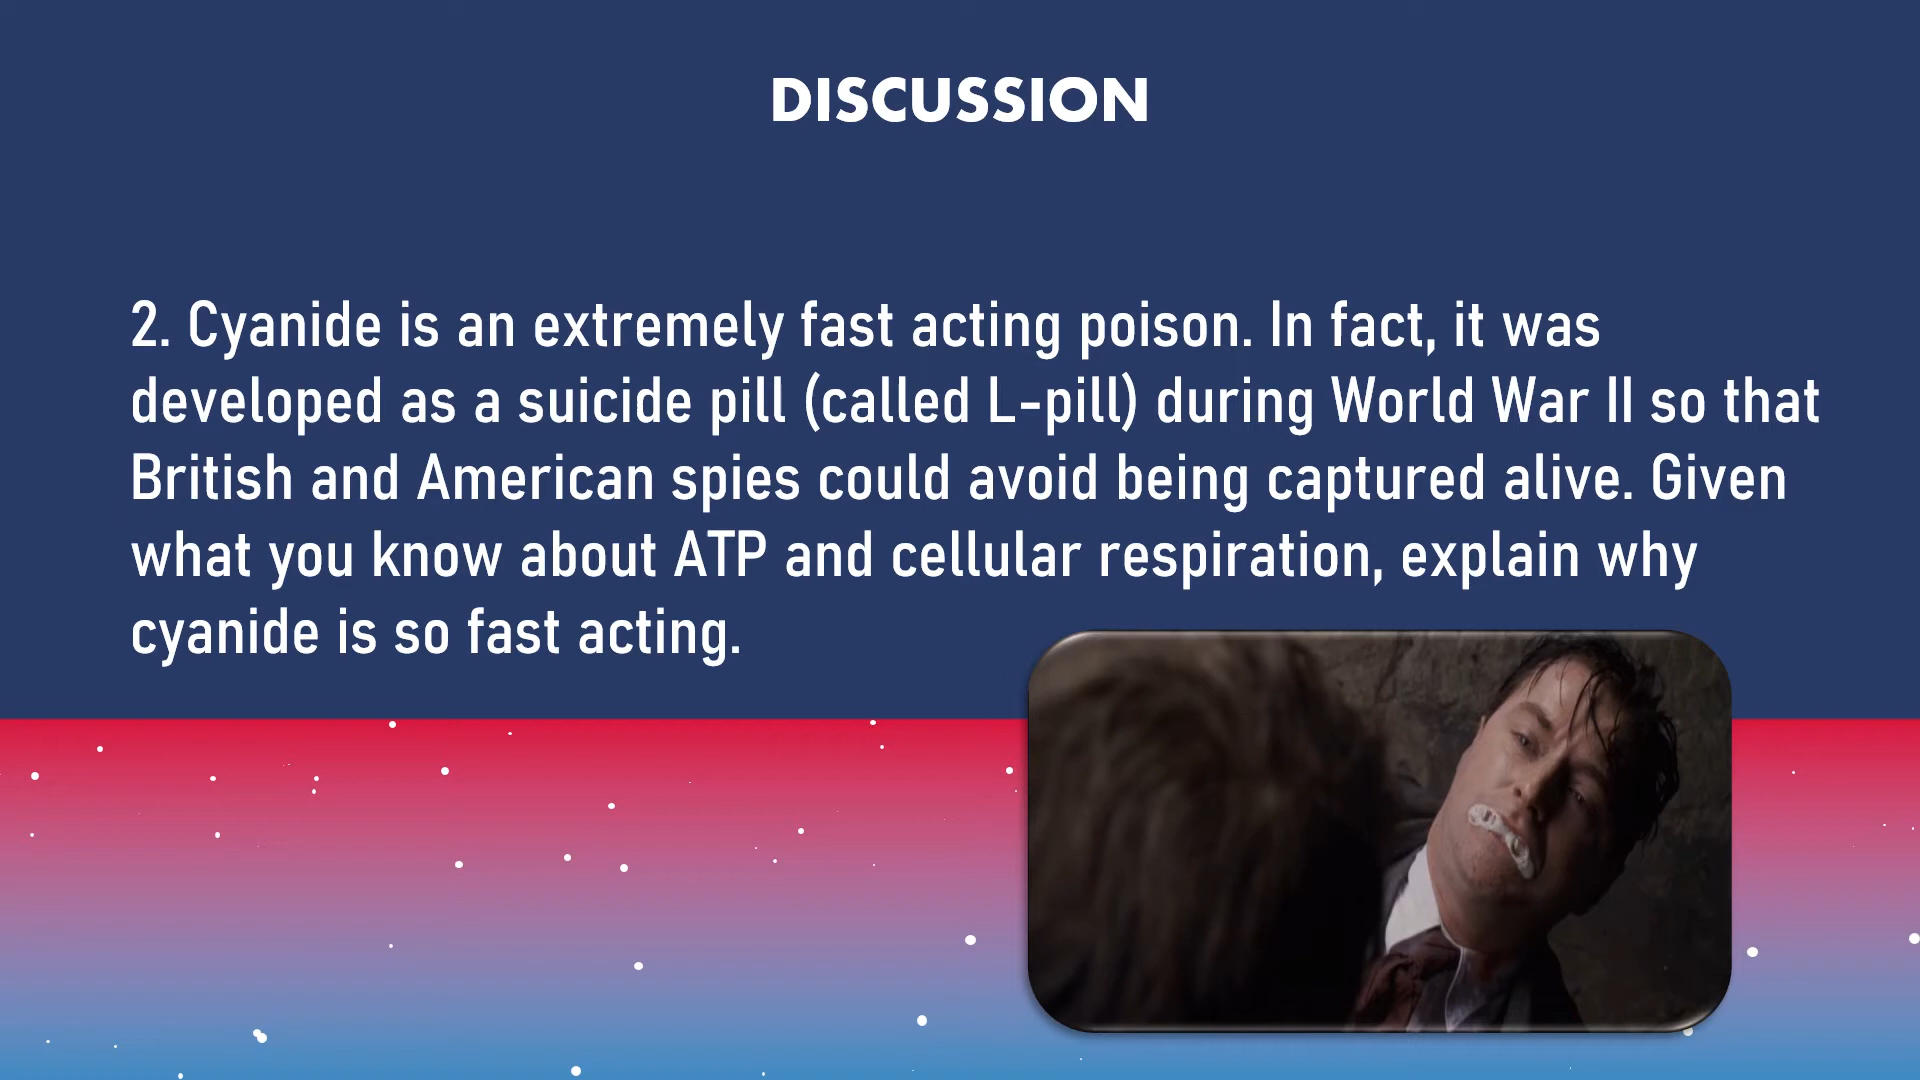 DISCUSSION
2. Cyanide is an extremely fast acting poison. In fact, it was
developed as a suicide pill (called L-pill) during World War II so that
British and American spies could avoid being captured alive. Given
what you know about ATP and cellular respiration, explain why
cyanide is so fast acting.